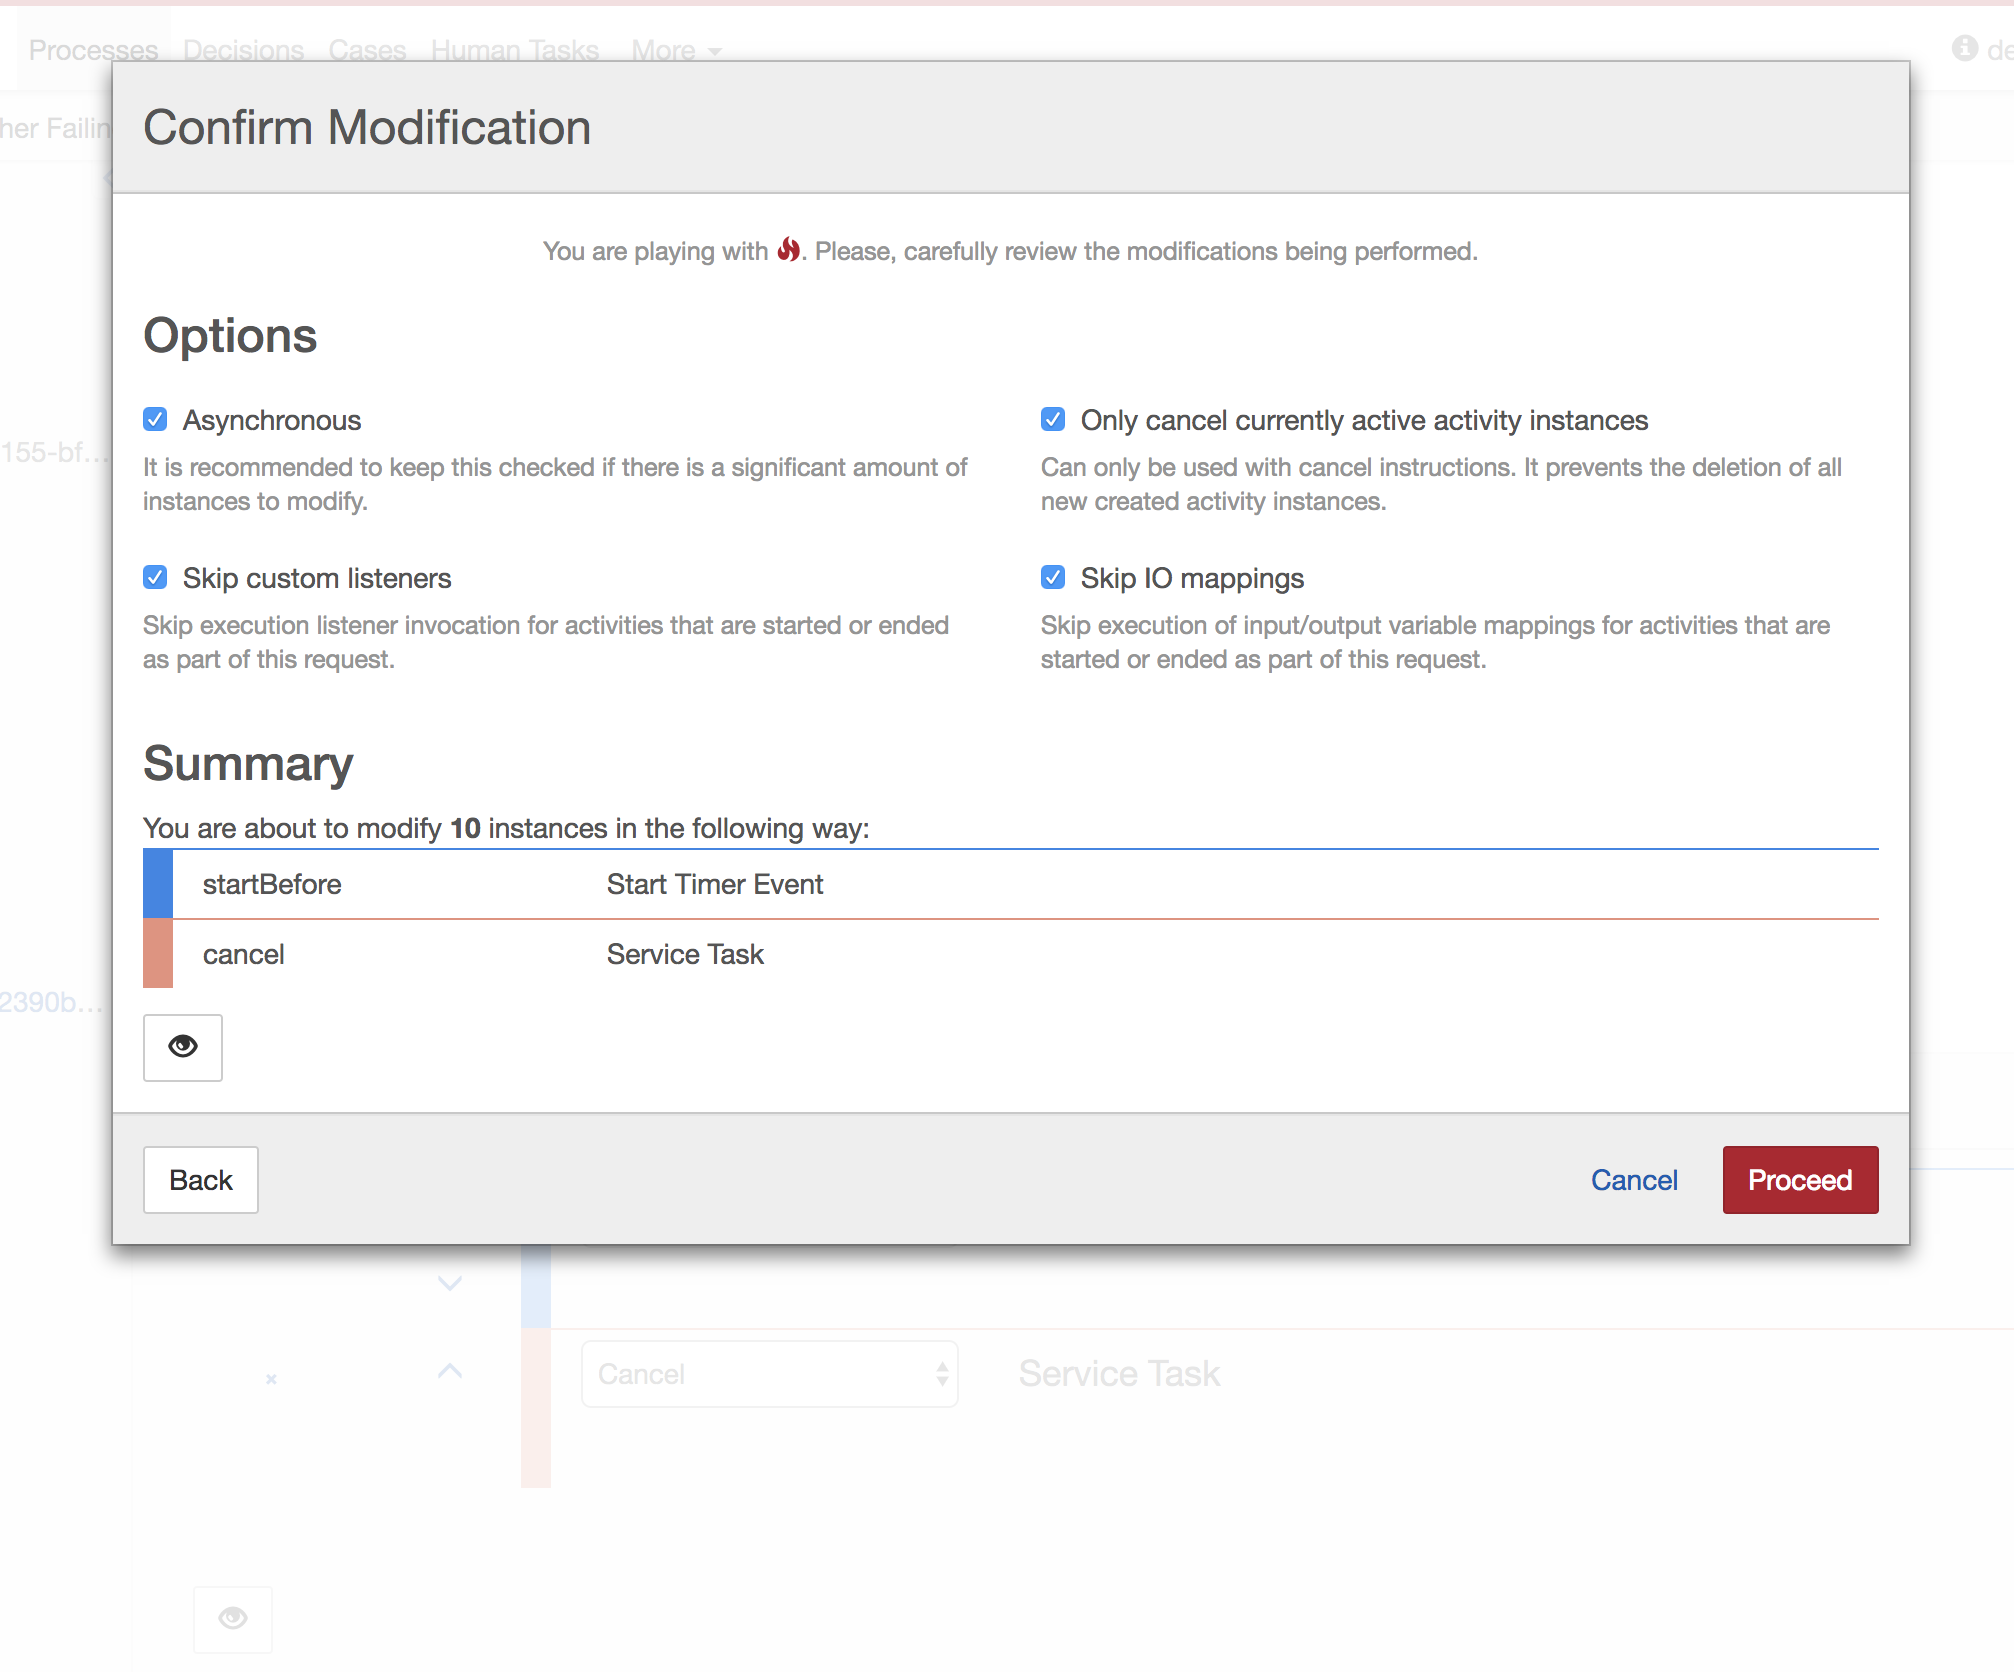 Processes Decisions Cases Human Tasks More
Confirm Modification
You are playing with . Please, carefully review the modifications being performed.
Options
Asynchronous
It is recommended to keep this checked if there is a significant amount of
instances to modify.
Only cancel currently active activity instances
Can only be used with cancel instructions. It prevents the deletion of all
new created activity instances.
Skip custom listeners
Skip execution listener invocation for activities that are started or ended
as part of this request.
Skip IO mappings
Skip execution of input/output variable mappings for activities that are
started or ended as part of this request.
155-bf...
Summary
You are about to modify 10 instances in the following way:
startBefore Start Timer Event
cancel Service Task
2390b...
Back Cancel Proceed
Cancel Service Task